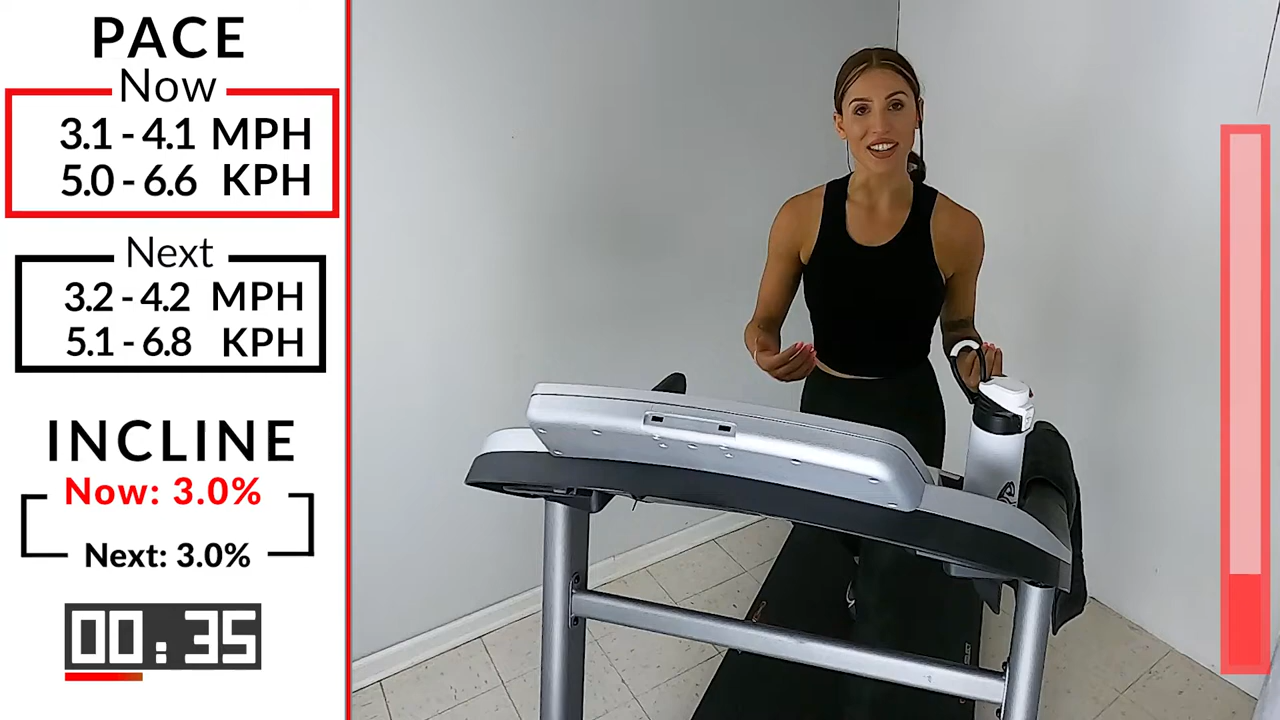 PACE
Now
3.1 - 4.1 MPH
5.0 - 6.6 KPH
Next
3.2 - 4.2 MPH
5.1 - 6.8 KPH
INCLINE
Now: 3.0%
Next: 3.0%
00:35